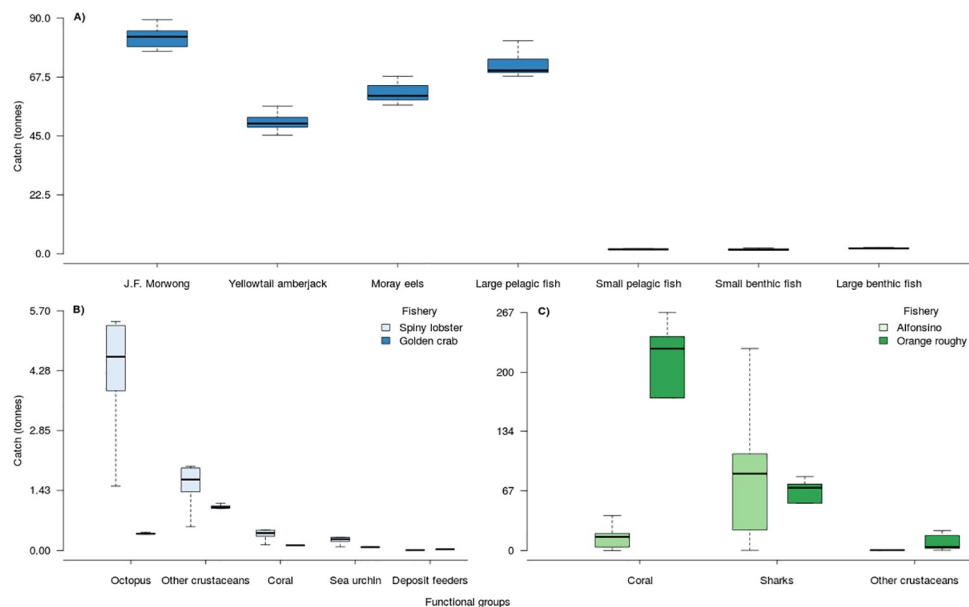 A)
90.0
67.5
45.0
22.5
0.0
Catch (tonnes)
J.F. Morwong Yellowtail amberjack Moray eels Large pelagic fish Small pelagic fish Small benthic fish Large benthic fish
B)
Fishery
Spiny lobster
Golden crab
5.70
4.28
2.85
1.43
0.00
Catch (tonnes)
Octopus Other crustaceans Coral Sea urchin Deposit feeders
C)
Fishery
Alfonsino
Orange roughy
267
200
134
67
0
Coral Sharks Other crustaceans
Functional groups